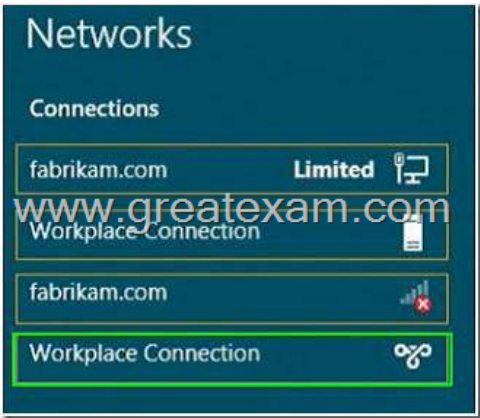 Networks
Connections
fabrikam.com Limited
www.greatexam.com
Workplace Connection
fabrikam.com
Workplace Connection